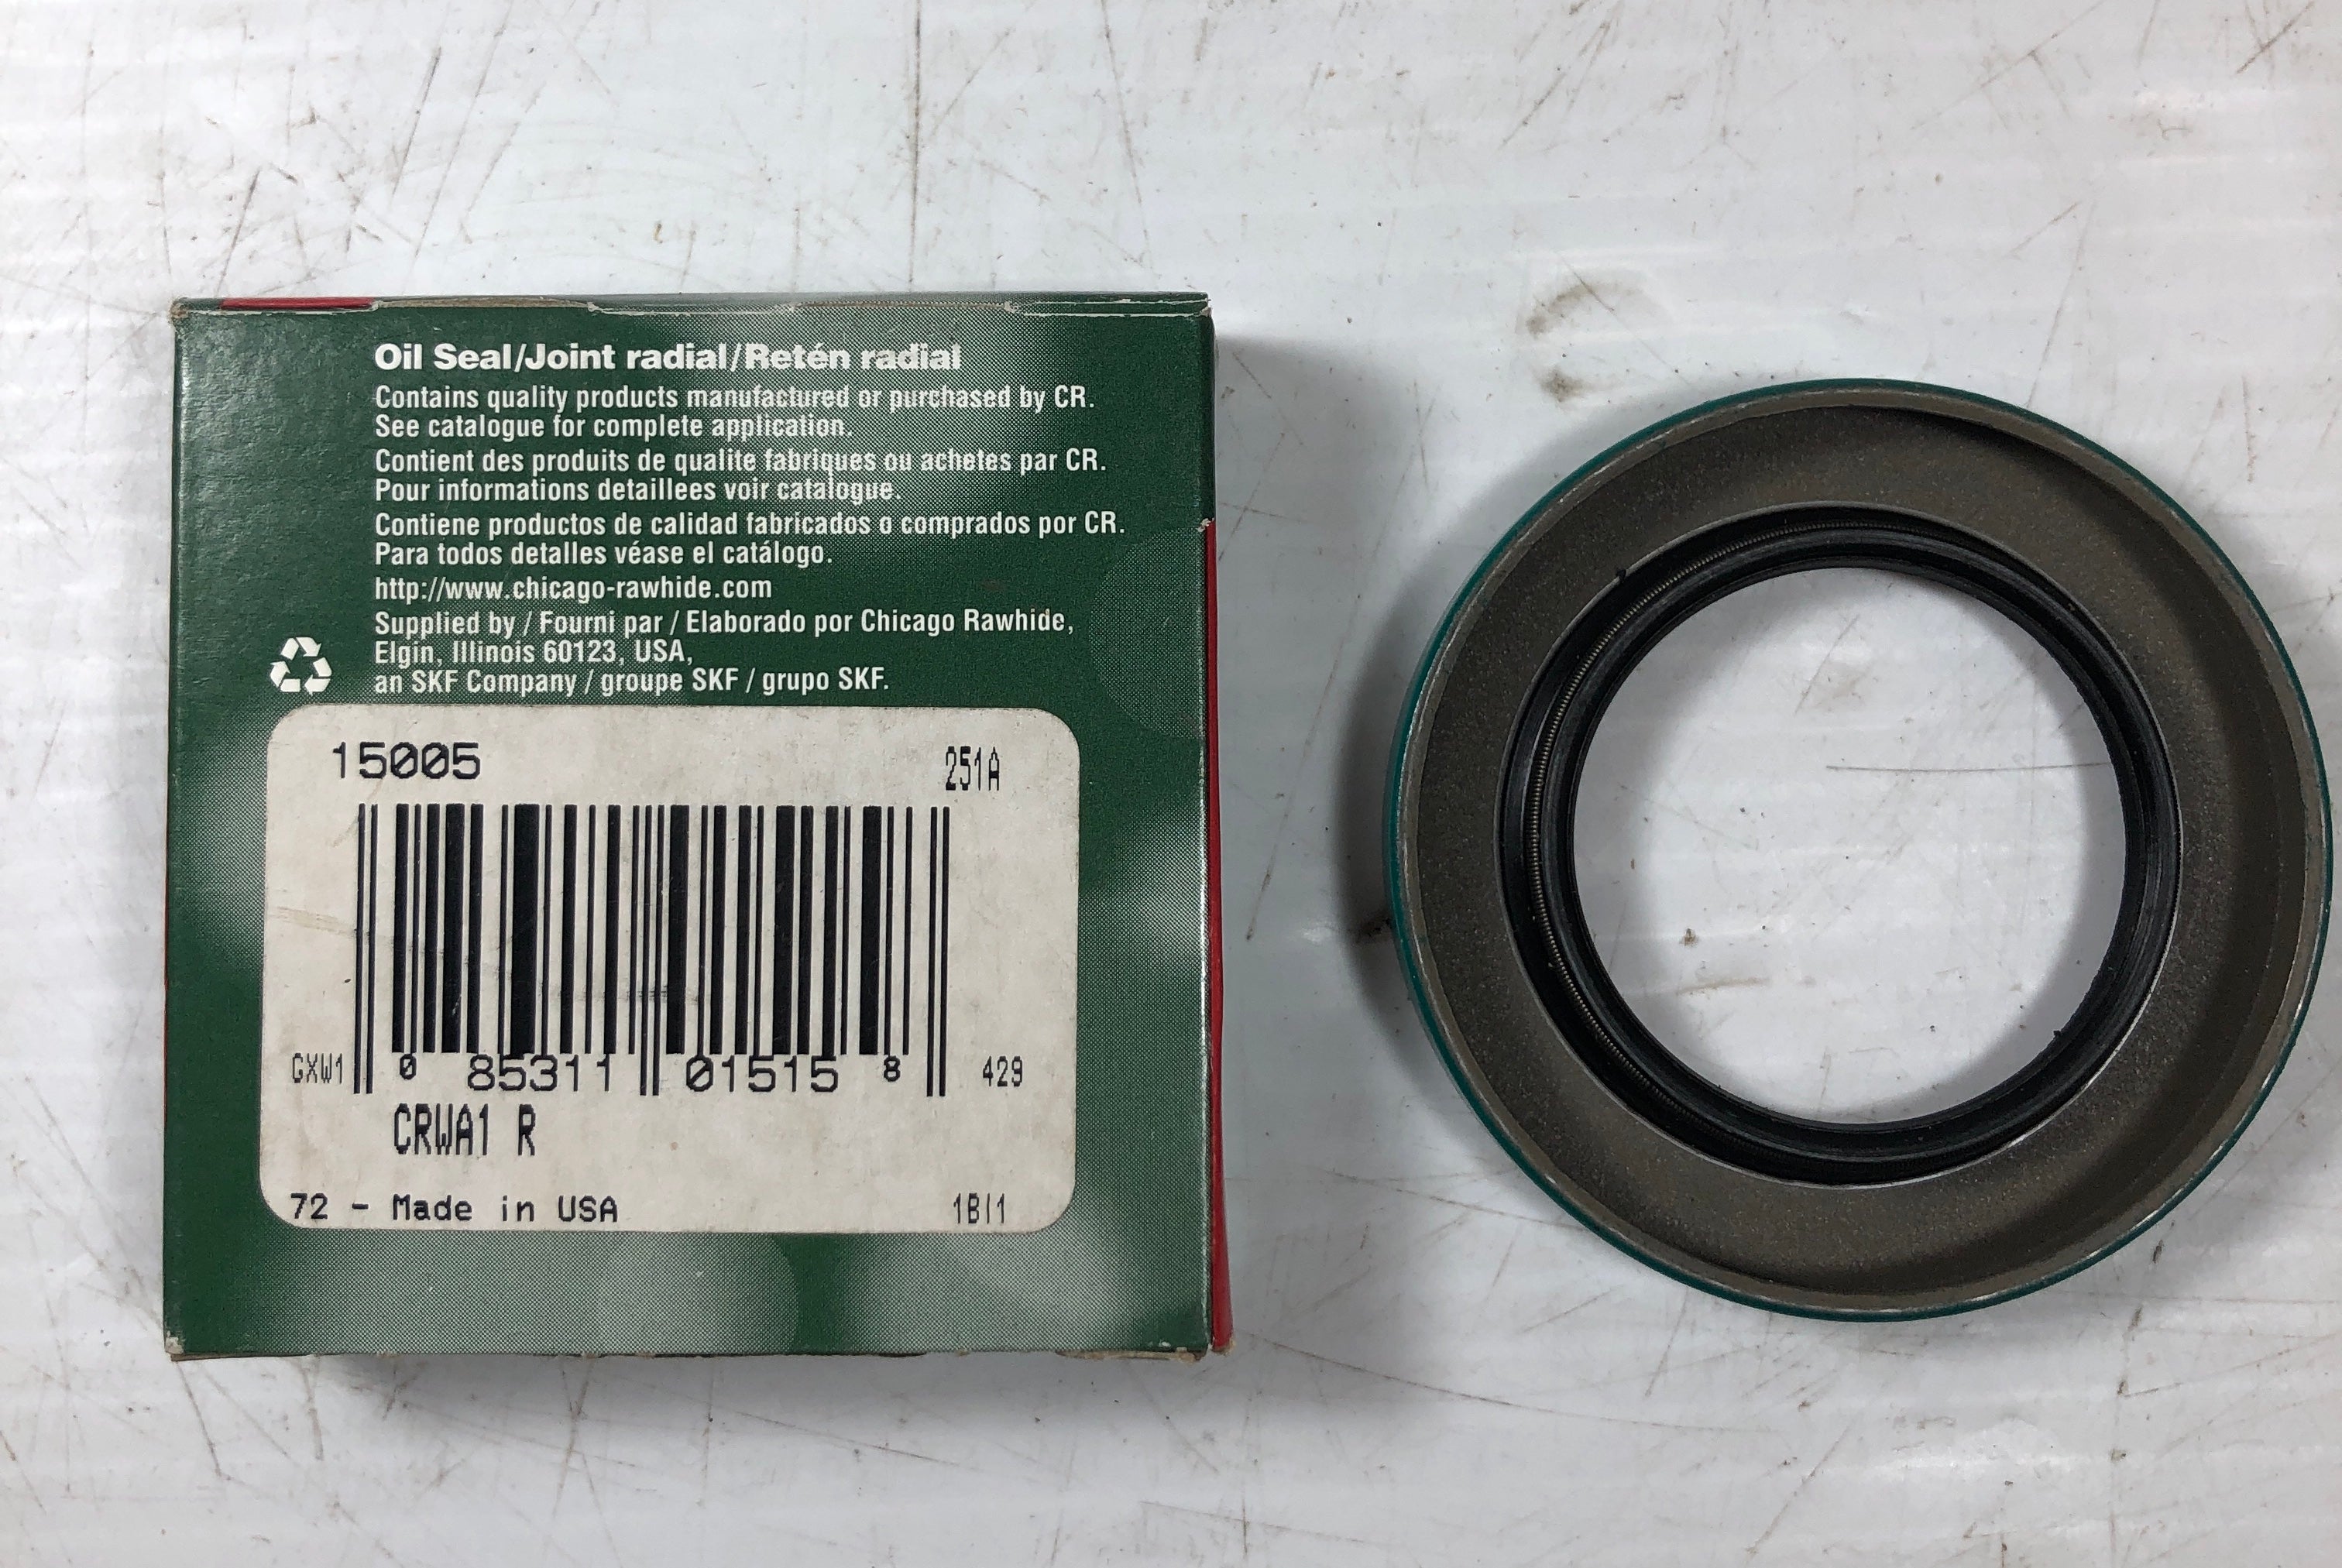 Oil Seal/Joint radial/Retén radial
Contains quality products manufactured or purchased by CR.
See catalogue for complete application.
Contient des produits de qualite fabriques ou achetes par CR.
Pour informations detaillees voir catalogue.
Contiene productos de calidad fabricados o comprados por CR.
Para todos detalles véase el catálogo.
http://www.chicago-rawhide.com
Supplied by / Fourni par / Elaborado por Chicago Rawhide,
Elgin, Illinois 60123, USA,
an SKF Company / groupe SKF / grupo SKF.
15005 251A
GXW1 0 85311 01515 8 429
CRWA1 R
72 - Made in USA 1BI1